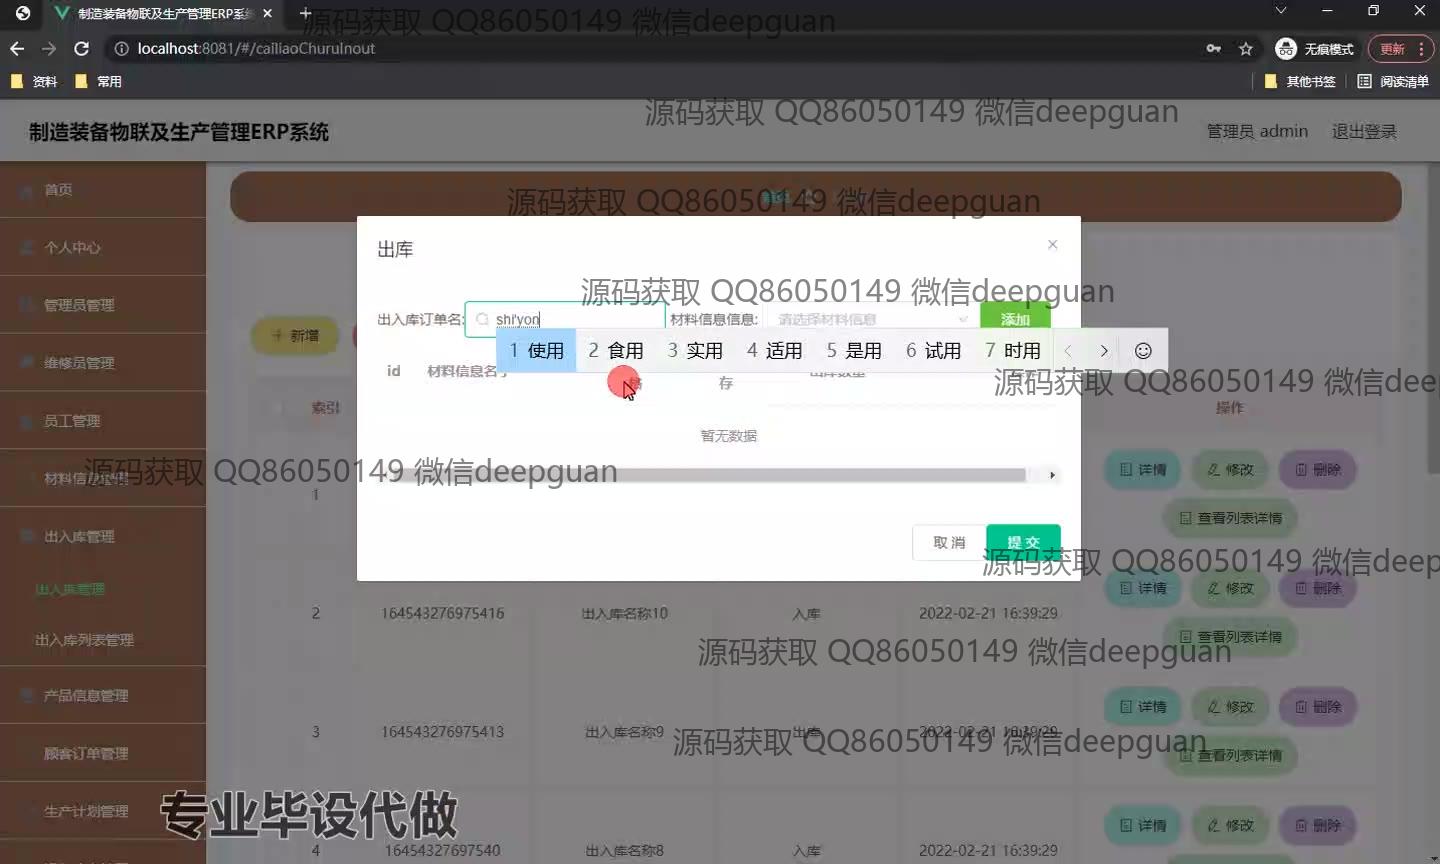 制造装备物联及生产管理ERP系统
源码获取 QQ86050149 微信deepguan
localhost:8081/#/cailiaoChuruInout
无痕模式
更新
资料
常用
其他书签
阅读清单
源码获取 QQ86050149 微信deepguan
制造装备物联及生产管理ERP系统
管理员 admin
退出登录
首页
源码获取 QQ86050149 微信deepguan
个人中心
出库
源码获取 QQ86050149 微信deepguan
管理员管理
出入库订单名:
shi'yon
材料信息信息:
请选择材料信息
添加
新增
1 使用 2 食用 3 实用 4 适用 5 是用 6 试用 7 时用
维修员管理
id
材料信息名
存
源码获取 QQ86050149 微信dee
员工管理
索引
操作
暂无数据
源码获取 QQ86050149 微信deepguan
1
详情
修改
删除
查看列表详情
出入库管理
取 消
提 交
源码获取 QQ86050149 微信deep
出入库管理
详情
修改
删除
2
164543276975416
出入库名称10
入库
2022-02-21 16:39:29
出入库列表管理
查看列表详情
源码获取 QQ86050149 微信deepguan
产品信息管理
详情
修改
删除
3
164543276975413
出入库名称9
出库
2022-02-21 16:39:29
源码获取 QQ86050149 微信deepguan
顾客订单管理
查看列表详情
生产计划管理
专业毕设代做
详情
修改
删除
4
16454327697540
出入库名称8
入库
2022-02-21 16:39:29